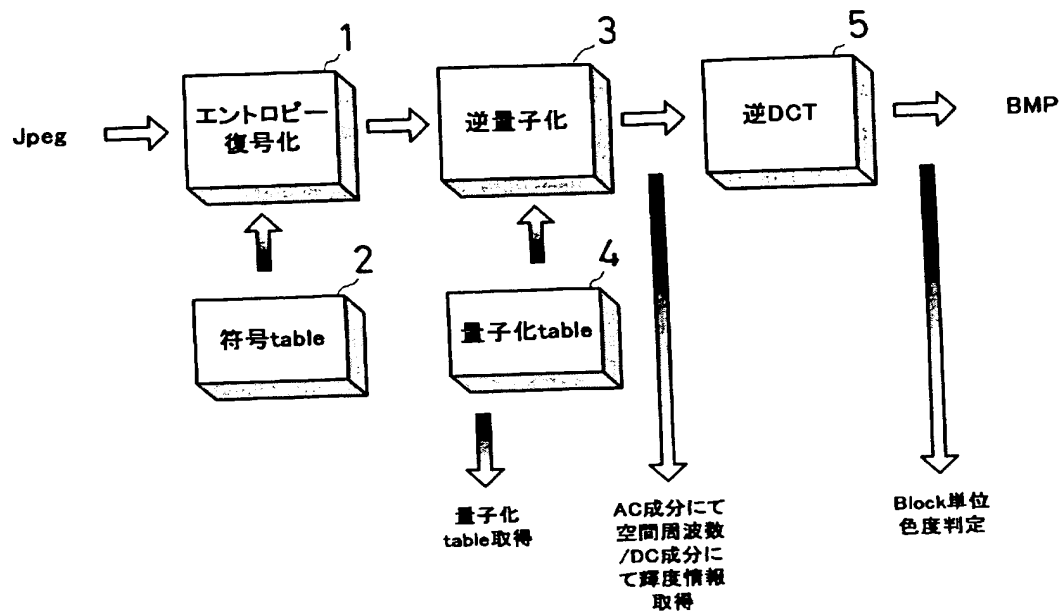 1
3
5
Jpeg
エントロピー
復号化
逆量子化
逆DCT
BMP
2
4
符号table
量子化table
量子化
table取得
AC成分にて
空間周波数
/DC成分に
て輝度情報
取得
Block単位
色度判定